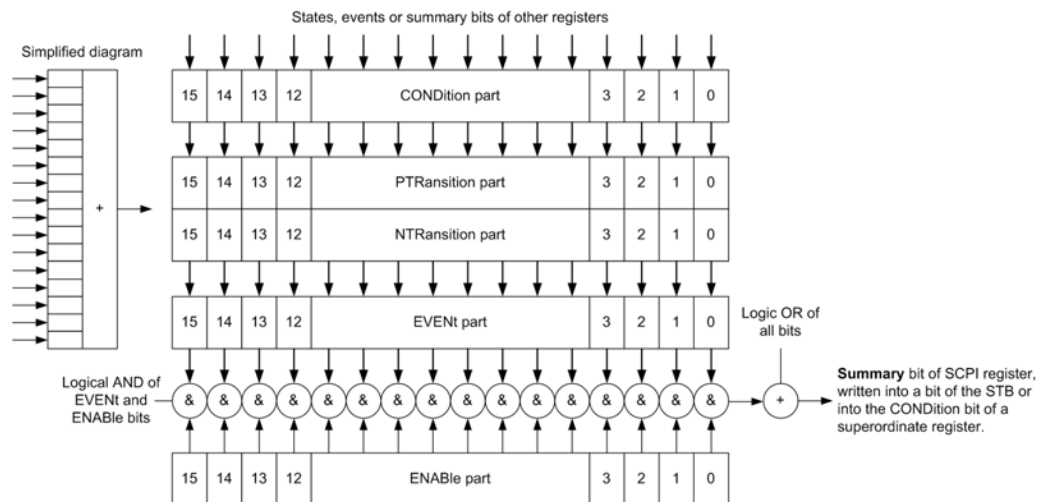 States, events or summary bits of other registers
Simplified diagram
15 14 13 12 CONDition part 3 2 1 0
15 14 13 12 PTRansition part 3 2 1 0
+
15 14 13 12 NTRansition part 3 2 1 0
15 14 13 12 EVENt part 3 2 1 0
Logic OR of
all bits
Logical AND of
EVENt and
ENABle bits
& & & & & & & & & & & & & & & &
+
Summary bit of SCPI register,
written into a bit of the STB or
into the CONDition bit of a
superordinate register.
15 14 13 12 ENABle part 3 2 1 0